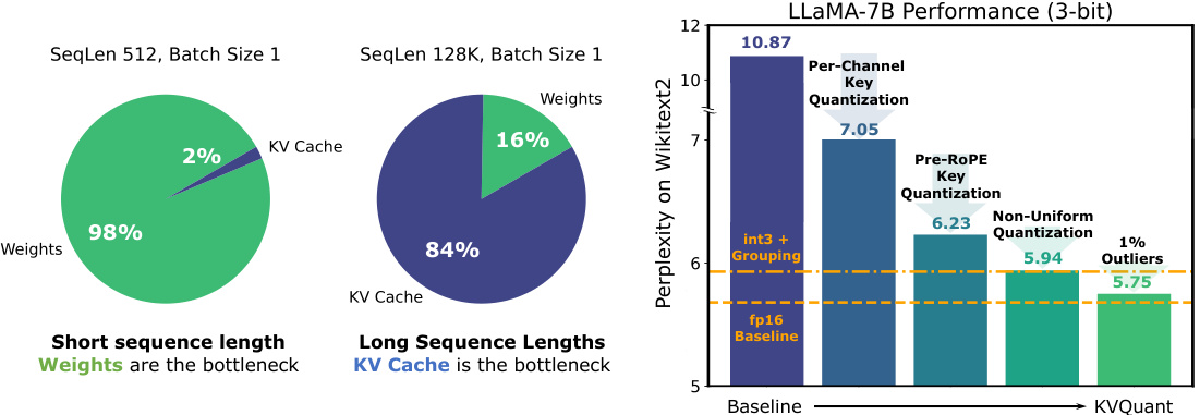 SeqLen 512, Batch Size 1
2%
KV Cache
98%
Weights
Short sequence length
Weights are the bottleneck
SeqLen 128K, Batch Size 1
Weights
16%
84%
KV Cache
Long Sequence Lengths
KV Cache is the bottleneck
LLaMA-7B Performance (3-bit)
Perplexity on Wikitext2
12
10
7
6
5
10.87
int3 +
Grouping
fp16
Baseline
Per-Channel
Key
Quantization
7.05
Pre-RoPE
Key
Quantization
6.23
Non-Uniform
Quantization
5.94
1%
Outliers
5.75
Baseline
KVQuant